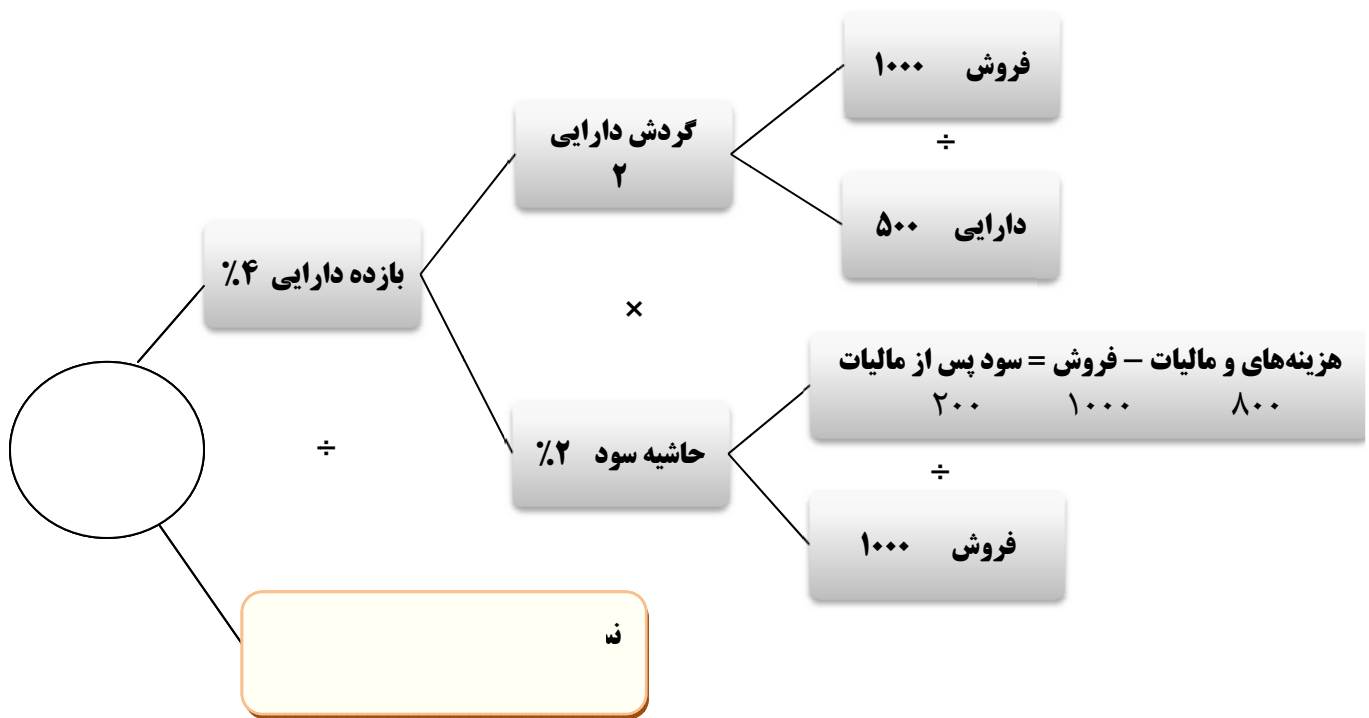 فروش ۱۰۰۰
÷
دارایی ۵۰۰
گردش دارایی
۲
بازده دارایی ۴٪
×
÷
هزینه‌های و مالیات – فروش = سود پس از مالیات
۲۰۰ ۱۰۰۰ ۸۰۰
حاشیه سود ۲٪
÷
فروش ۱۰۰۰